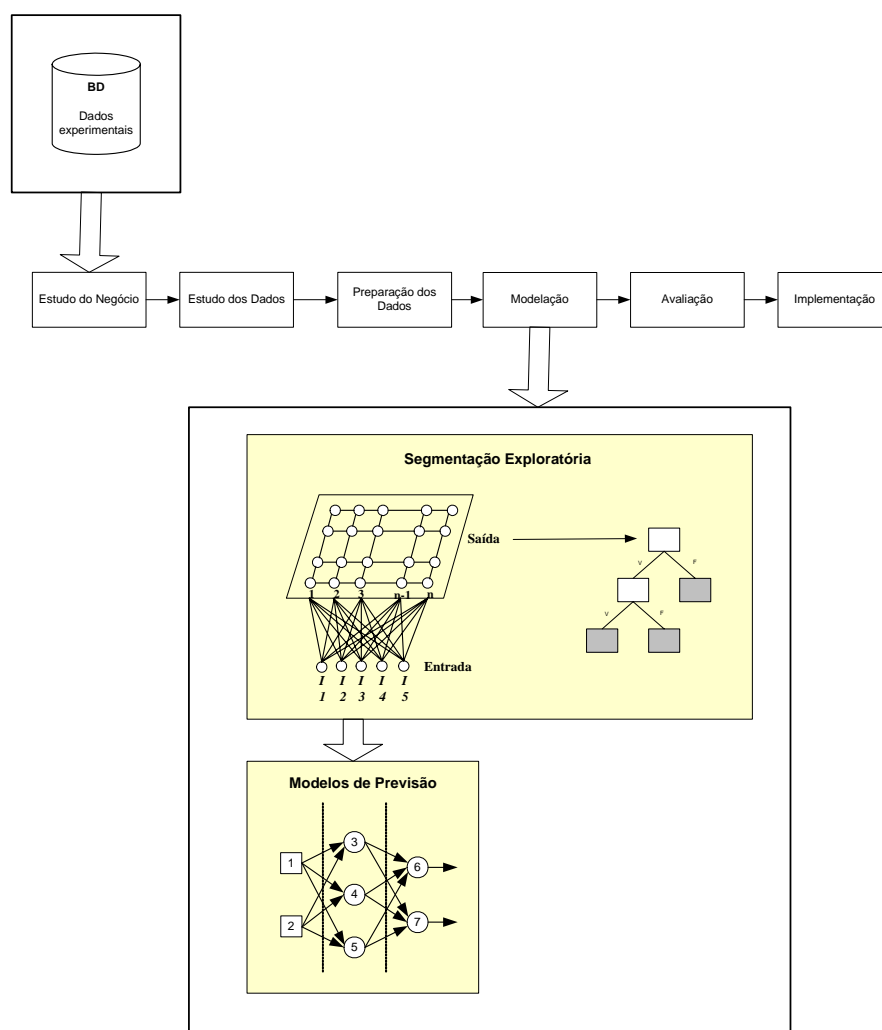 BD
Dados
experimentais
Estudo do Negócio
Estudo dos Dados
Preparação dos
Dados
Modelação
Avaliação
Implementação
Segmentação Exploratória
Saída
V
F
V
F
1 2 3 n-1 n
Entrada
I I I I I
1 2 3 4 5
Modelos de Previsão
3
1
6
4
2
7
5